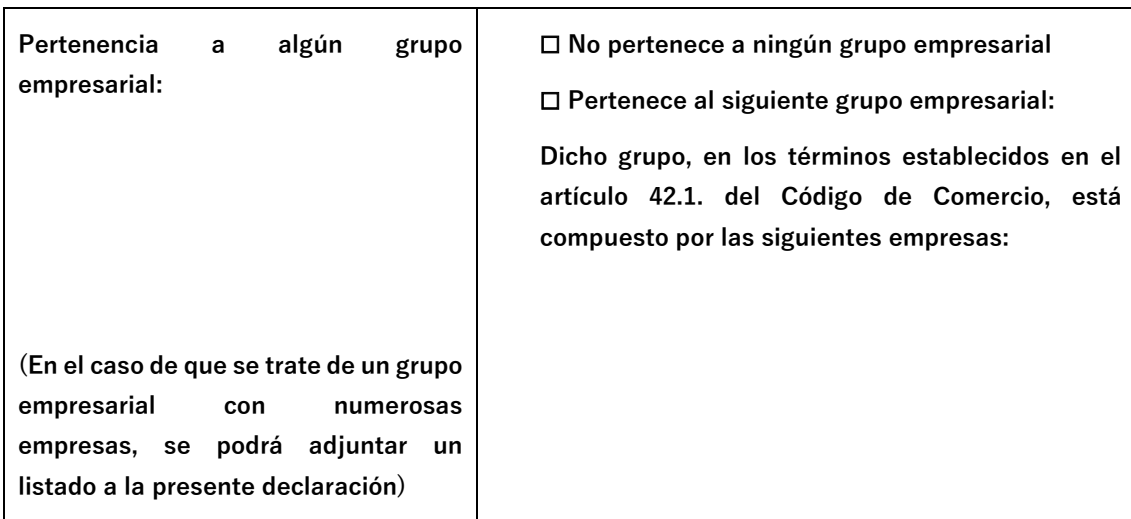 Pertenencia a algún grupo
empresarial:
(En el caso de que se trate de un grupo
empresarial con numerosas
empresas, se podrá adjuntar un
listado a la presente declaración)
☐ No pertenece a ningún grupo empresarial
☐ Pertenece al siguiente grupo empresarial:
Dicho grupo, en los términos establecidos en el
artículo 42.1. del Código de Comercio, está
compuesto por las siguientes empresas: